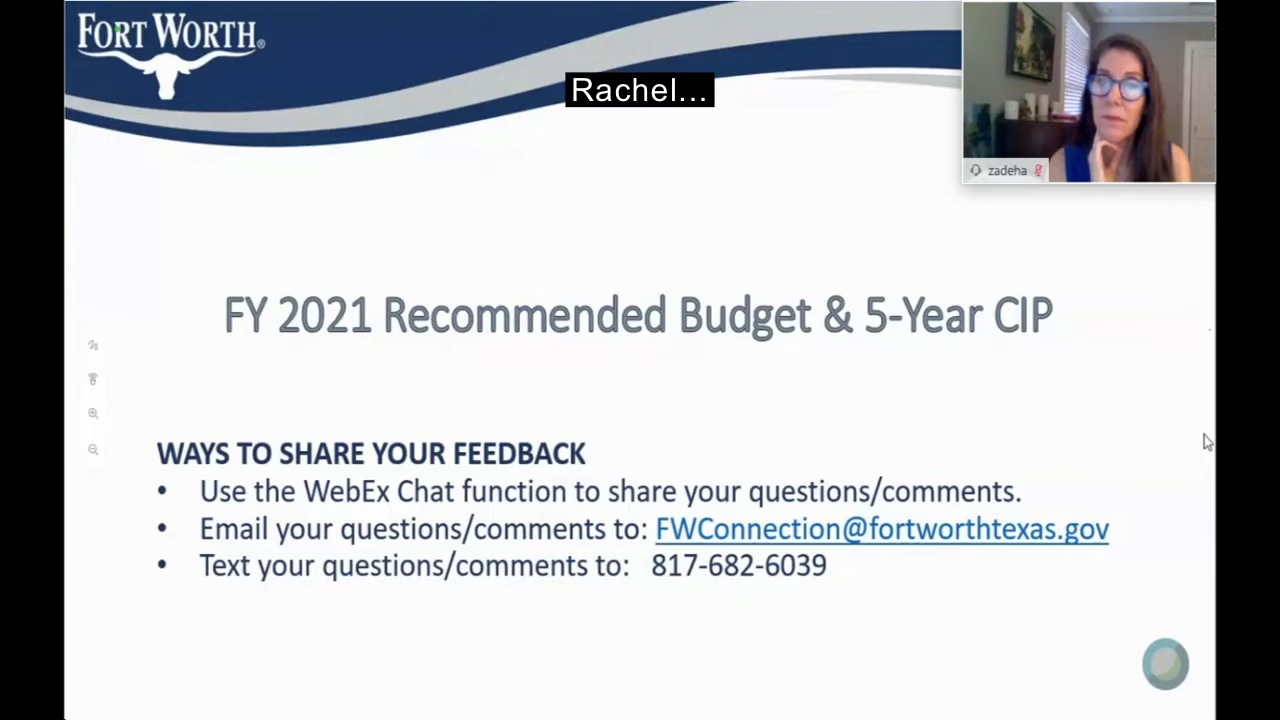 FORT WORTH®
Rachel...
zadeha
FY 2021 Recommended Budget & 5-Year CIP
WAYS TO SHARE YOUR FEEDBACK
• Use the WebEx Chat function to share your questions/comments.
• Email your questions/comments to: FWConnection@fortworthtexas.gov
• Text your questions/comments to: 817-682-6039